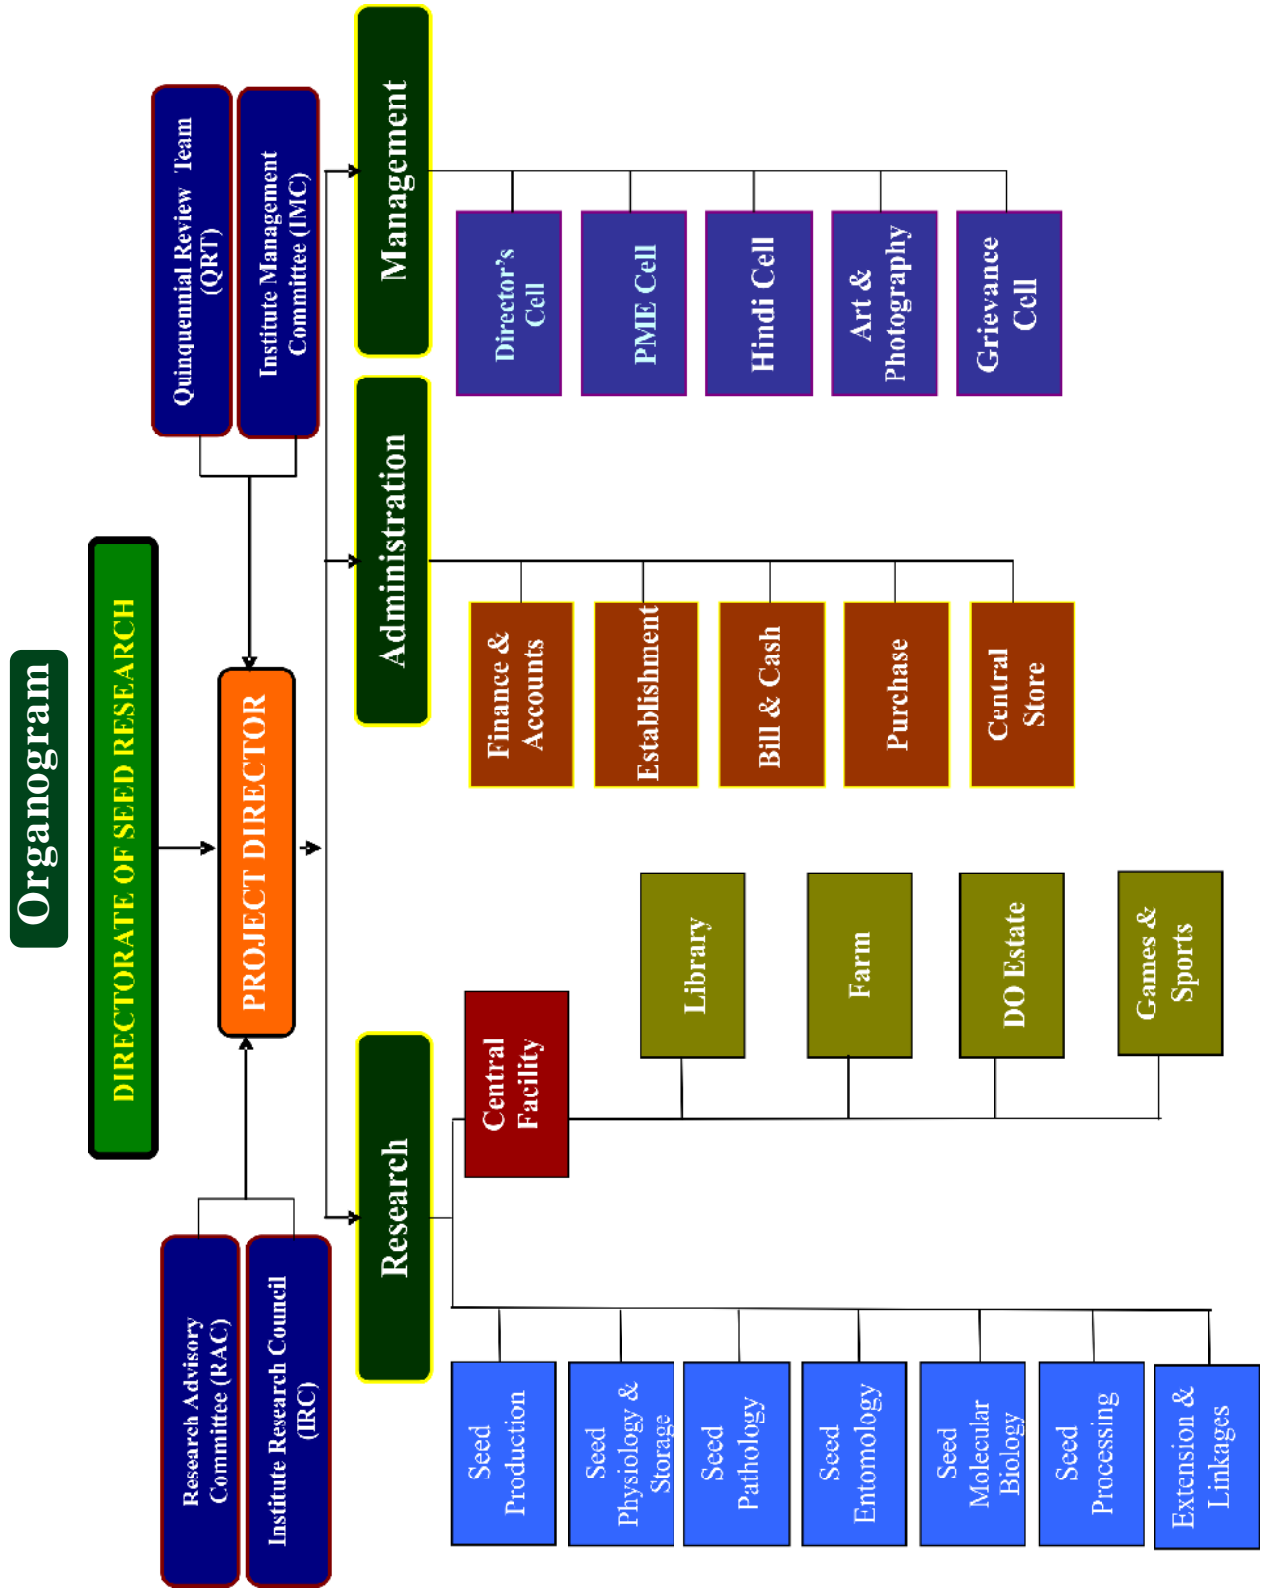 Organogram
DIRECTORATE OF SEED RESEARCH
Research Advisory
Committee (RAC)
Institute Research Council
(IRC)
PROJECT DIRECTOR
Quinquennial Review Team
(QRT)
Institute Management
Committee (IMC)
Research
Administration
Management
Seed
Production
Seed
Physiology &
Storage
Seed
Pathology
Seed
Entomology
Seed
Molecular
Biology
Seed
Processing
Extension &
Linkages
Central
Facility
Library
Farm
DO Estate
Games &
Sports
Finance &
Accounts
Establishment
Bill & Cash
Purchase
Central
Store
Director’s
Cell
PME Cell
Hindi Cell
Art &
Photography
Grievance
Cell